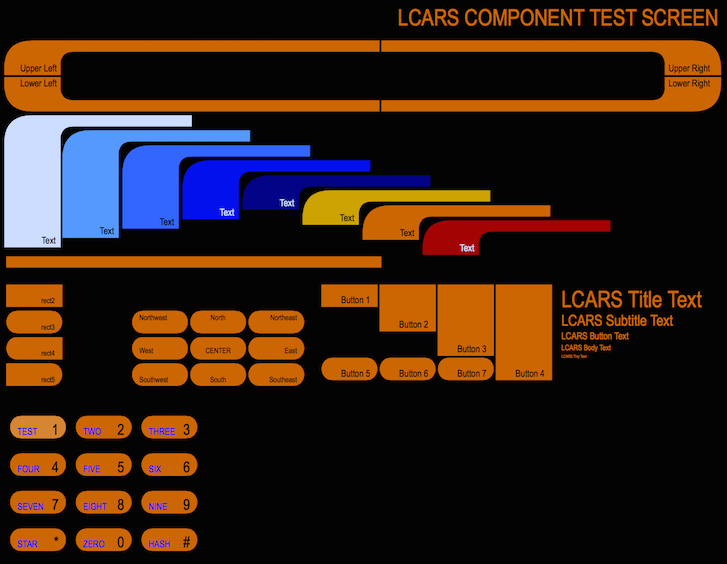 LCARS COMPONENT TEST SCREEN
Upper Left
Upper Right
Lower Left
Lower Right
Text
Text
Text
Text
Text
Text
Text
Text
rect2
rect3
rect4
rect5
Northwest
North
Northeast
West
CENTER
East
Southwest
South
Southeast
Button 1
Button 2
Button 3
Button 4
Button 5
Button 6
Button 7
LCARS Title Text
LCARS Subtitle Text
LCARS Button Text
LCARS Body Text
LCARS Tiny Text
TEST 1
TWO 2
THREE 3
FOUR 4
FIVE 5
SIX 6
SEVEN 7
EIGHT 8
NINE 9
STAR *
ZERO 0
HASH #